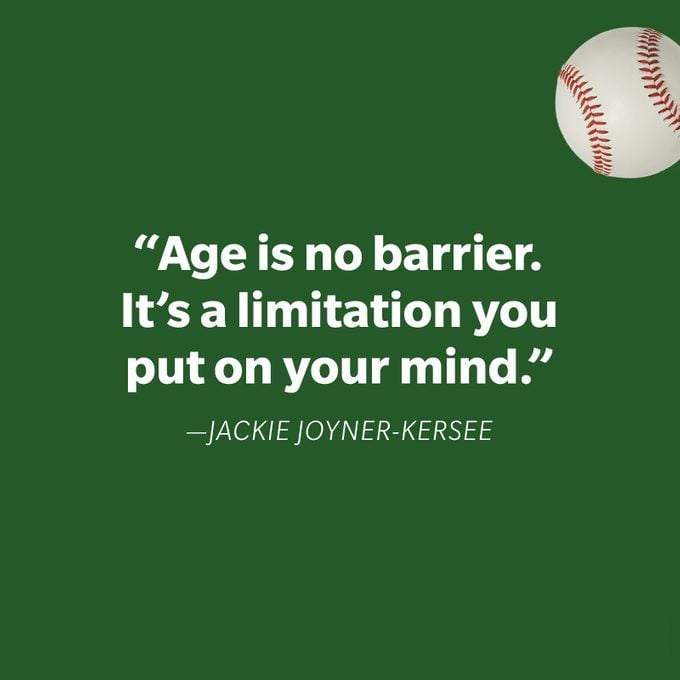 “Age is no barrier.
It’s a limitation you
put on your mind.”
—JACKIE JOYNER-KERSEE